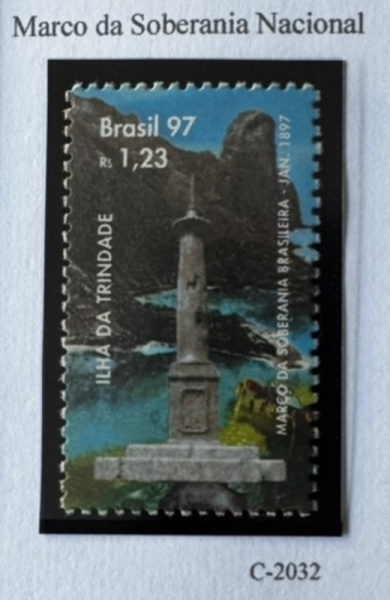 Marco da Soberania Nacional
Brasil 97
R$ 1,23
ILHA DA TRINDADE
MARCO DA SOBERANIA BRASILEIRA - JAN. 1897
C-2032